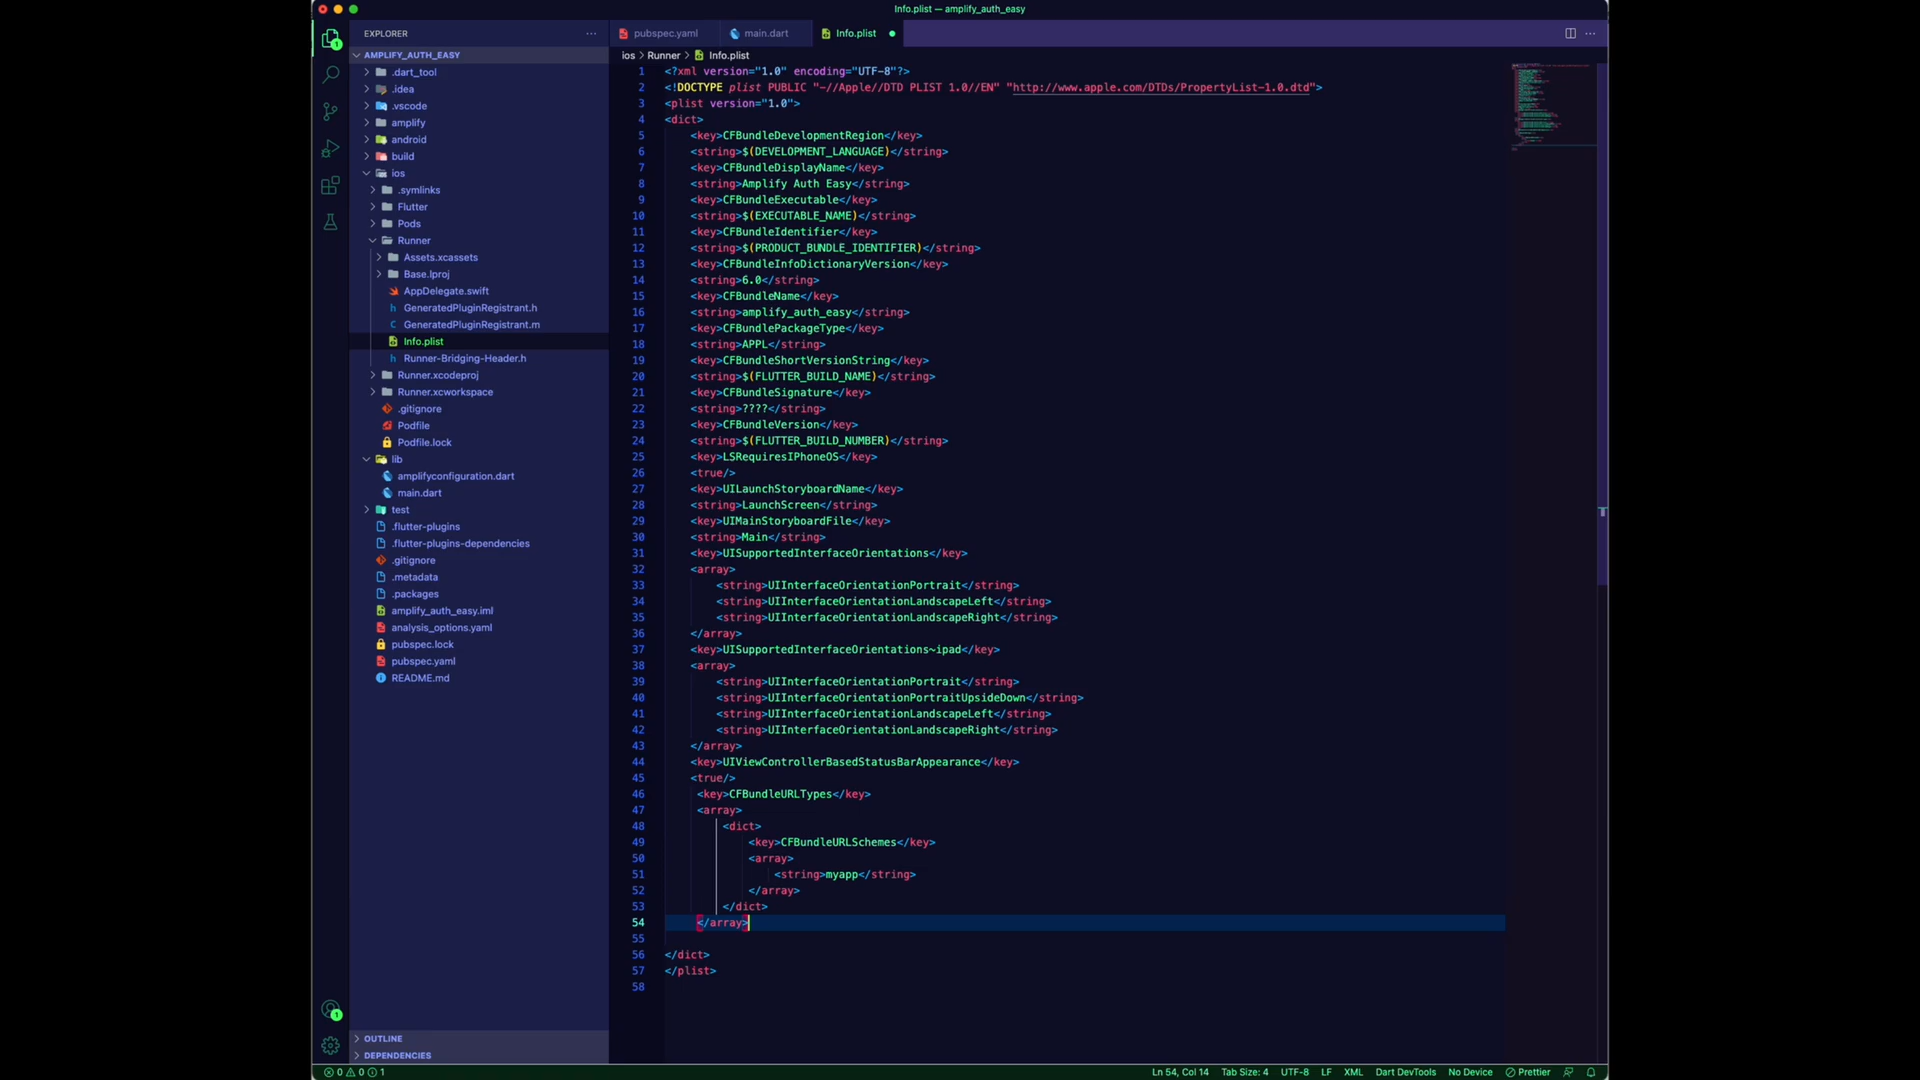 Info.plist — amplify_auth_easy
EXPLORER
AMPLIFY_AUTH_EASY
.dart_tool
.idea
.vscode
amplify
android
build
ios
.symlinks
Flutter
Pods
Runner
Assets.xcassets
Base.lproj
AppDelegate.swift
h GeneratedPluginRegistrant.h
C GeneratedPluginRegistrant.m
Info.plist
h Runner-Bridging-Header.h
Runner.xcodeproj
Runner.xcworkspace
.gitignore
Podfile
Podfile.lock
lib
amplifyconfiguration.dart
main.dart
test
.flutter-plugins
.flutter-plugins-dependencies
.gitignore
.metadata
.packages
amplify_auth_easy.iml
analysis_options.yaml
pubspec.lock
pubspec.yaml
README.md
OUTLINE
DEPENDENCIES
pubspec.yaml main.dart Info.plist
ios > Runner > Info.plist
1 <?xml version="1.0" encoding="UTF-8"?>
2 <!DOCTYPE plist PUBLIC "-//Apple//DTD PLIST 1.0//EN" "http://www.apple.com/DTDs/PropertyList-1.0.dtd">
3 <plist version="1.0">
4 <dict>
5 <key>CFBundleDevelopmentRegion</key>
6 <string>$(DEVELOPMENT_LANGUAGE)</string>
7 <key>CFBundleDisplayName</key>
8 <string>Amplify Auth Easy</string>
9 <key>CFBundleExecutable</key>
10 <string>$(EXECUTABLE_NAME)</string>
11 <key>CFBundleIdentifier</key>
12 <string>$(PRODUCT_BUNDLE_IDENTIFIER)</string>
13 <key>CFBundleInfoDictionaryVersion</key>
14 <string>6.0</string>
15 <key>CFBundleName</key>
16 <string>amplify_auth_easy</string>
17 <key>CFBundlePackageType</key>
18 <string>APPL</string>
19 <key>CFBundleShortVersionString</key>
20 <string>$(FLUTTER_BUILD_NAME)</string>
21 <key>CFBundleSignature</key>
22 <string>????</string>
23 <key>CFBundleVersion</key>
24 <string>$(FLUTTER_BUILD_NUMBER)</string>
25 <key>LSRequiresIPhoneOS</key>
26 <true/>
27 <key>UILaunchStoryboardName</key>
28 <string>LaunchScreen</string>
29 <key>UIMainStoryboardFile</key>
30 <string>Main</string>
31 <key>UISupportedInterfaceOrientations</key>
32 <array>
33 <string>UIInterfaceOrientationPortrait</string>
34 <string>UIInterfaceOrientationLandscapeLeft</string>
35 <string>UIInterfaceOrientationLandscapeRight</string>
36 </array>
37 <key>UISupportedInterfaceOrientations~ipad</key>
38 <array>
39 <string>UIInterfaceOrientationPortrait</string>
40 <string>UIInterfaceOrientationPortraitUpsideDown</string>
41 <string>UIInterfaceOrientationLandscapeLeft</string>
42 <string>UIInterfaceOrientationLandscapeRight</string>
43 </array>
44 <key>UIViewControllerBasedStatusBarAppearance</key>
45 <true/>
46 <key>CFBundleURLTypes</key>
47 <array>
48 <dict>
49 <key>CFBundleURLSchemes</key>
50 <array>
51 <string>myapp</string>
52 </array>
53 </dict>
54 </array>
55
56 </dict>
57 </plist>
58
0 0 1 Ln 54, Col 14 Tab Size: 4 UTF-8 LF XML Dart DevTools No Device Prettier